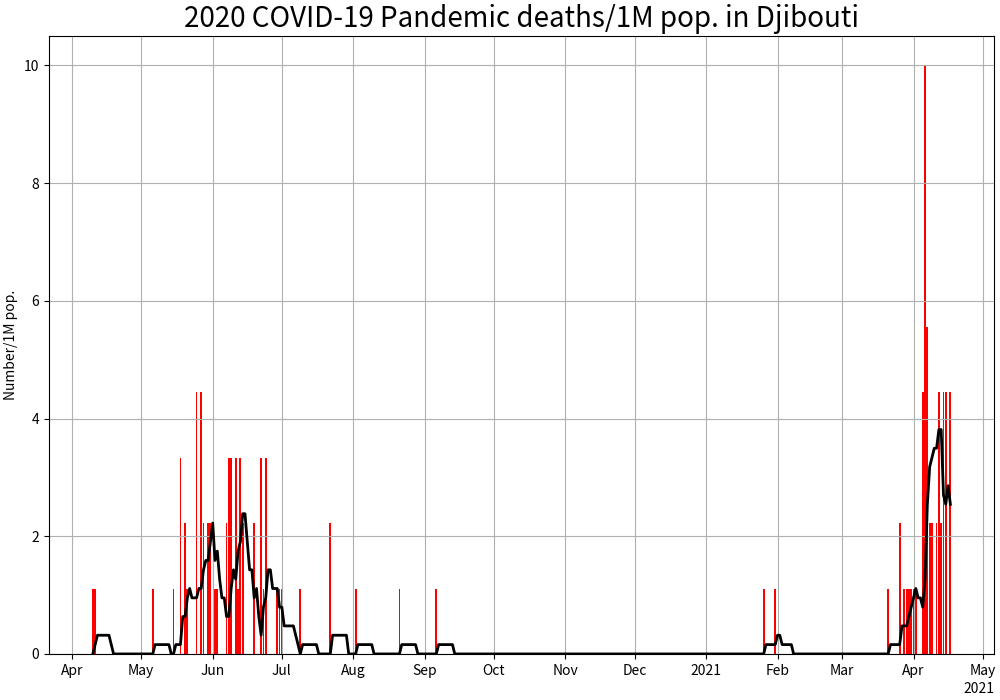 2020 COVID-19 Pandemic deaths/1M pop. in Djibouti
Number/1M pop.
10
8
6
4
2
0
Apr May Jun Jul Aug Sep Oct Nov Dec 2021 Feb Mar Apr May
2021